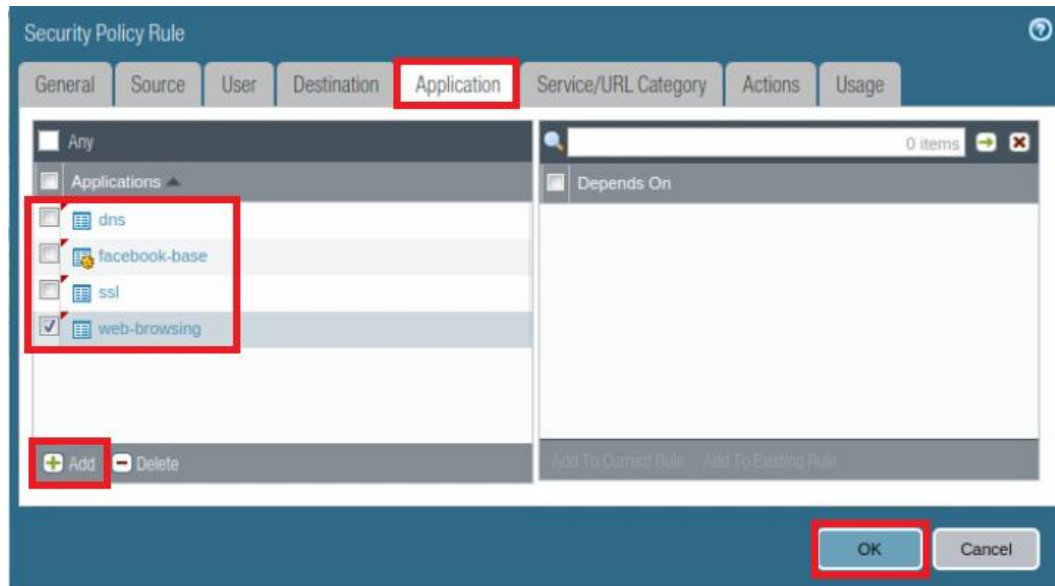 Security Policy Rule
General Source User Destination Application Service/URL Category Actions Usage
Any
0 items
Applications
Depends On
dns
facebook-base
ssl
web-browsing
Add Delete
Add To Current Rule Add To Existing Rule
OK Cancel